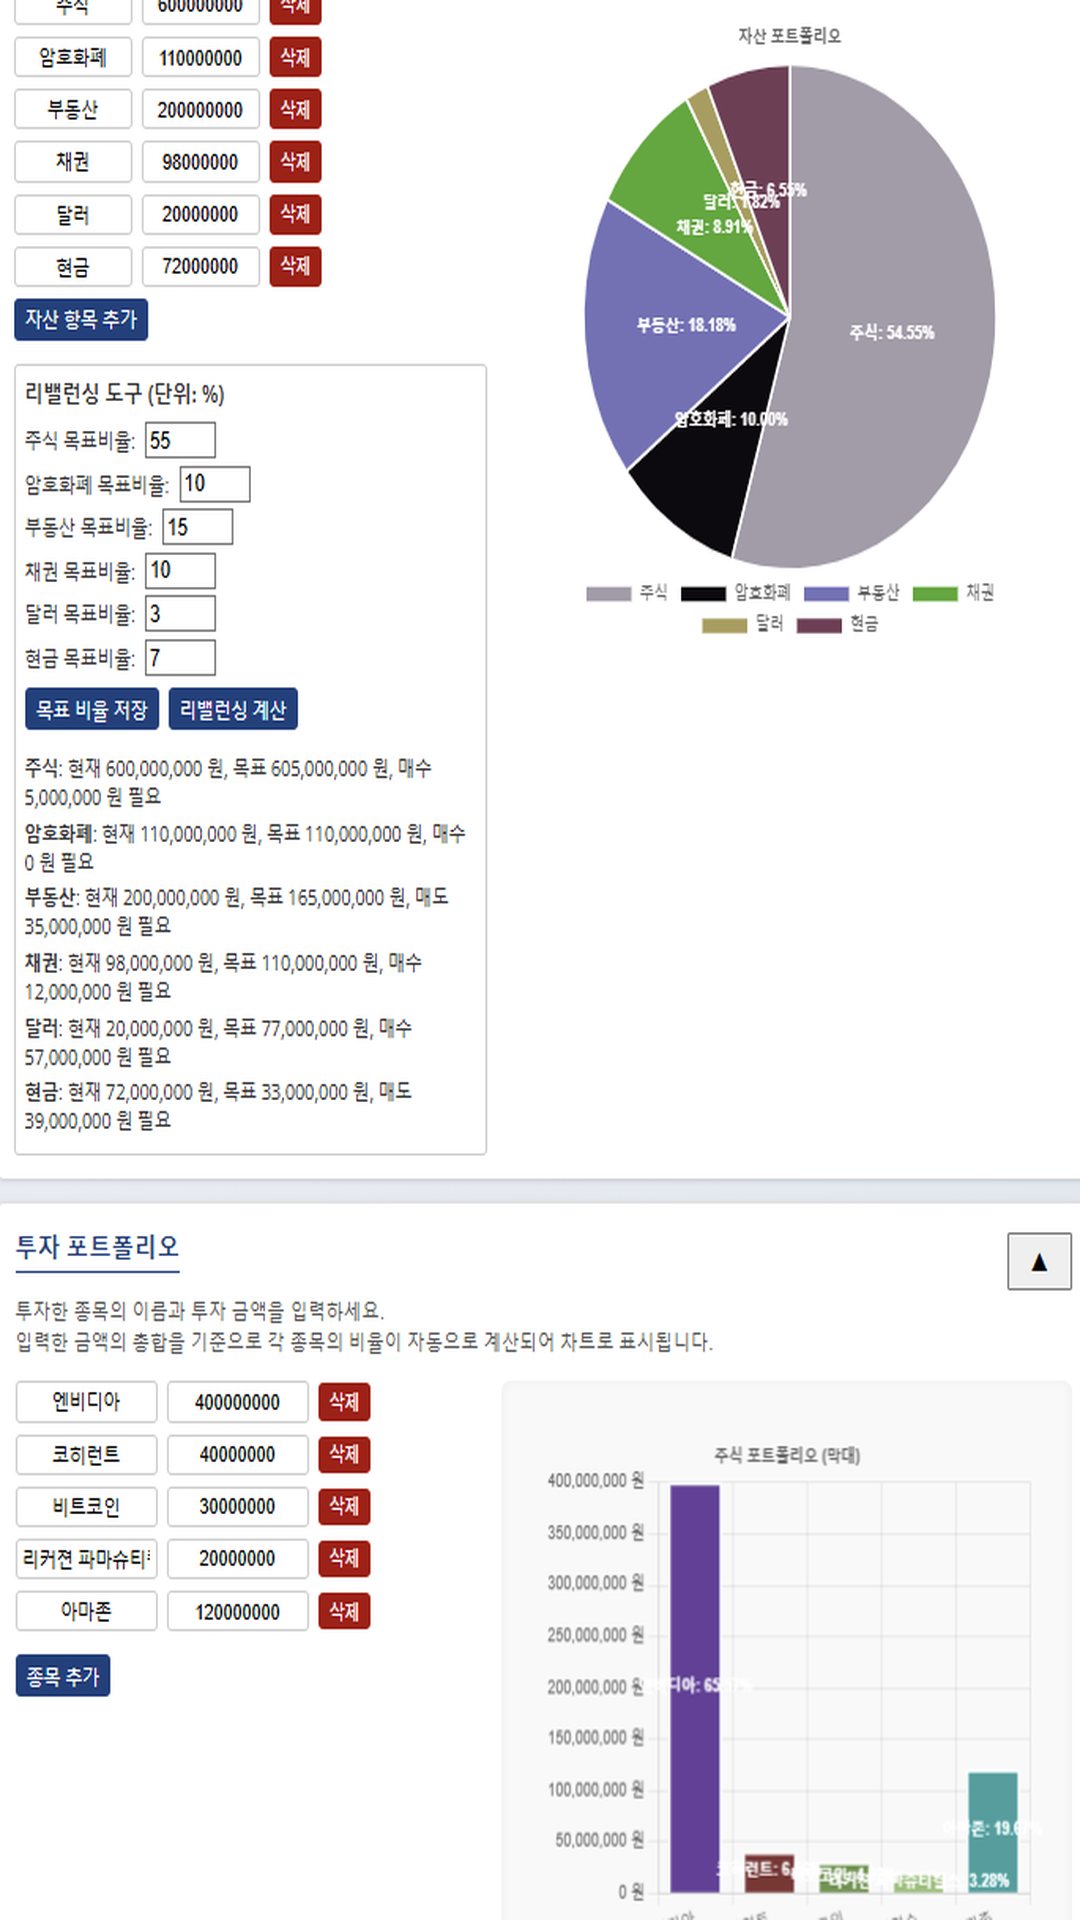 주식 600000000 삭제
암호화폐 110000000 삭제
부동산 200000000 삭제
채권 98000000 삭제
달러 20000000 삭제
현금 72000000 삭제
자산 항목 추가
자산 포트폴리오
현금: 6.55%
달러: 1.82%
채권: 8.91%
부동산: 18.18%
주식: 54.55%
암호화폐: 10.00%
주식 암호화폐 부동산 채권
달러 현금
리밸런싱 도구 (단위: %)
주식 목표비율: 55
암호화폐 목표비율: 10
부동산 목표비율: 15
채권 목표비율: 10
달러 목표비율: 3
현금 목표비율: 7
목표 비율 저장 리밸런싱 계산
주식: 현재 600,000,000 원, 목표 605,000,000 원, 매수
5,000,000 원 필요
암호화폐: 현재 110,000,000 원, 목표 110,000,000 원, 매수
0 원 필요
부동산: 현재 200,000,000 원, 목표 165,000,000 원, 매도
35,000,000 원 필요
채권: 현재 98,000,000 원, 목표 110,000,000 원, 매수
12,000,000 원 필요
달러: 현재 20,000,000 원, 목표 77,000,000 원, 매수
57,000,000 원 필요
현금: 현재 72,000,000 원, 목표 33,000,000 원, 매도
39,000,000 원 필요
투자 포트폴리오
▲
투자한 종목의 이름과 투자 금액을 입력하세요.
입력한 금액의 총합을 기준으로 각 종목의 비율이 자동으로 계산되어 차트로 표시됩니다.
엔비디아 400000000 삭제
코히런트 40000000 삭제
비트코인 30000000 삭제
리커젼 파마슈티 20000000 삭제
아마존 120000000 삭제
종목 추가
주식 포트폴리오 (막대)
400,000,000 원
350,000,000 원
300,000,000 원
250,000,000 원
200,000,000 원
150,000,000 원
100,000,000 원
50,000,000 원
0 원
3.28%